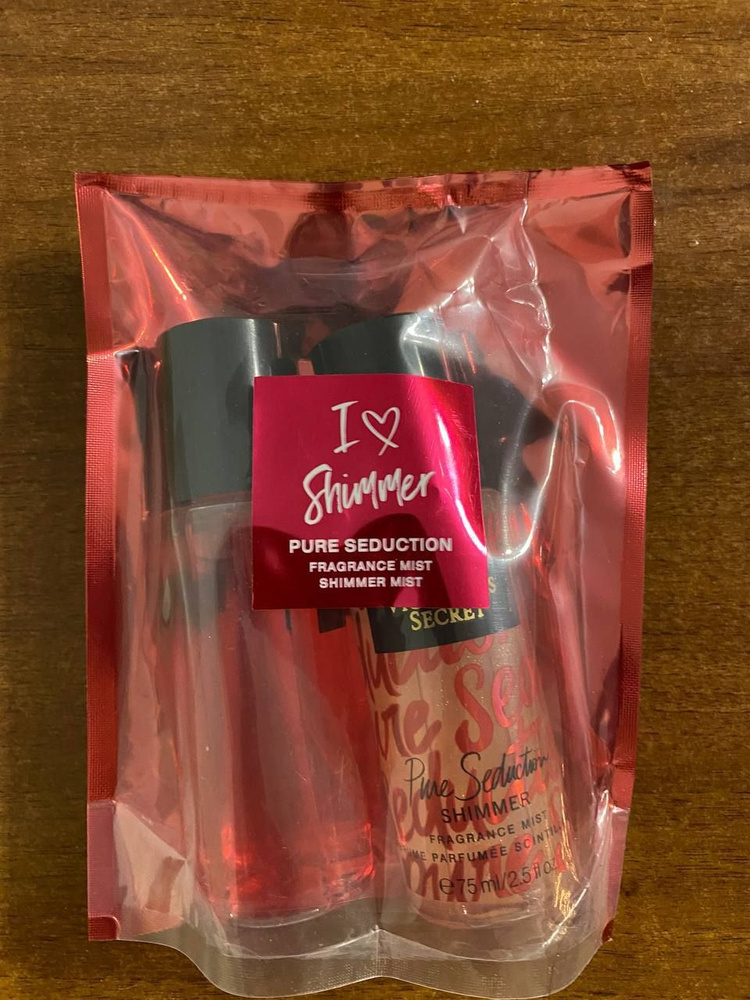 I ♡
Shimmer
PURE SEDUCTION
FRAGRANCE MIST
SHIMMER MIST
SECRET
Pure Seduction
SHIMMER
FRAGRANCE MIST
PARFUMÉE
℮75 ml/2.5 fl oz